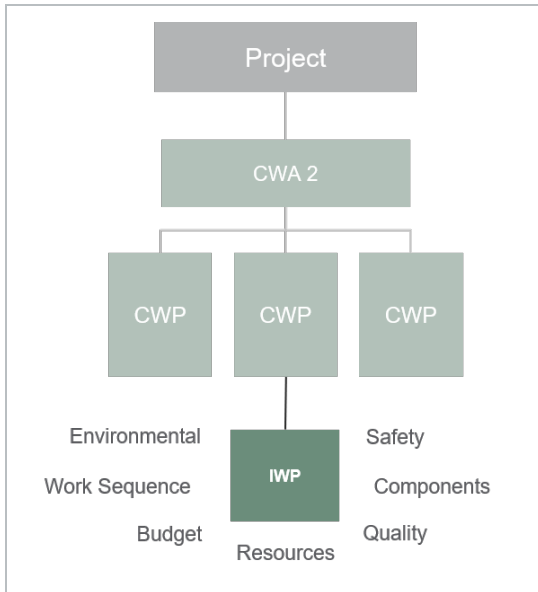 Project
CWA 2
CWP
CWP
CWP
Environmental
Safety
IWP
Work Sequence
Components
Budget
Quality
Resources